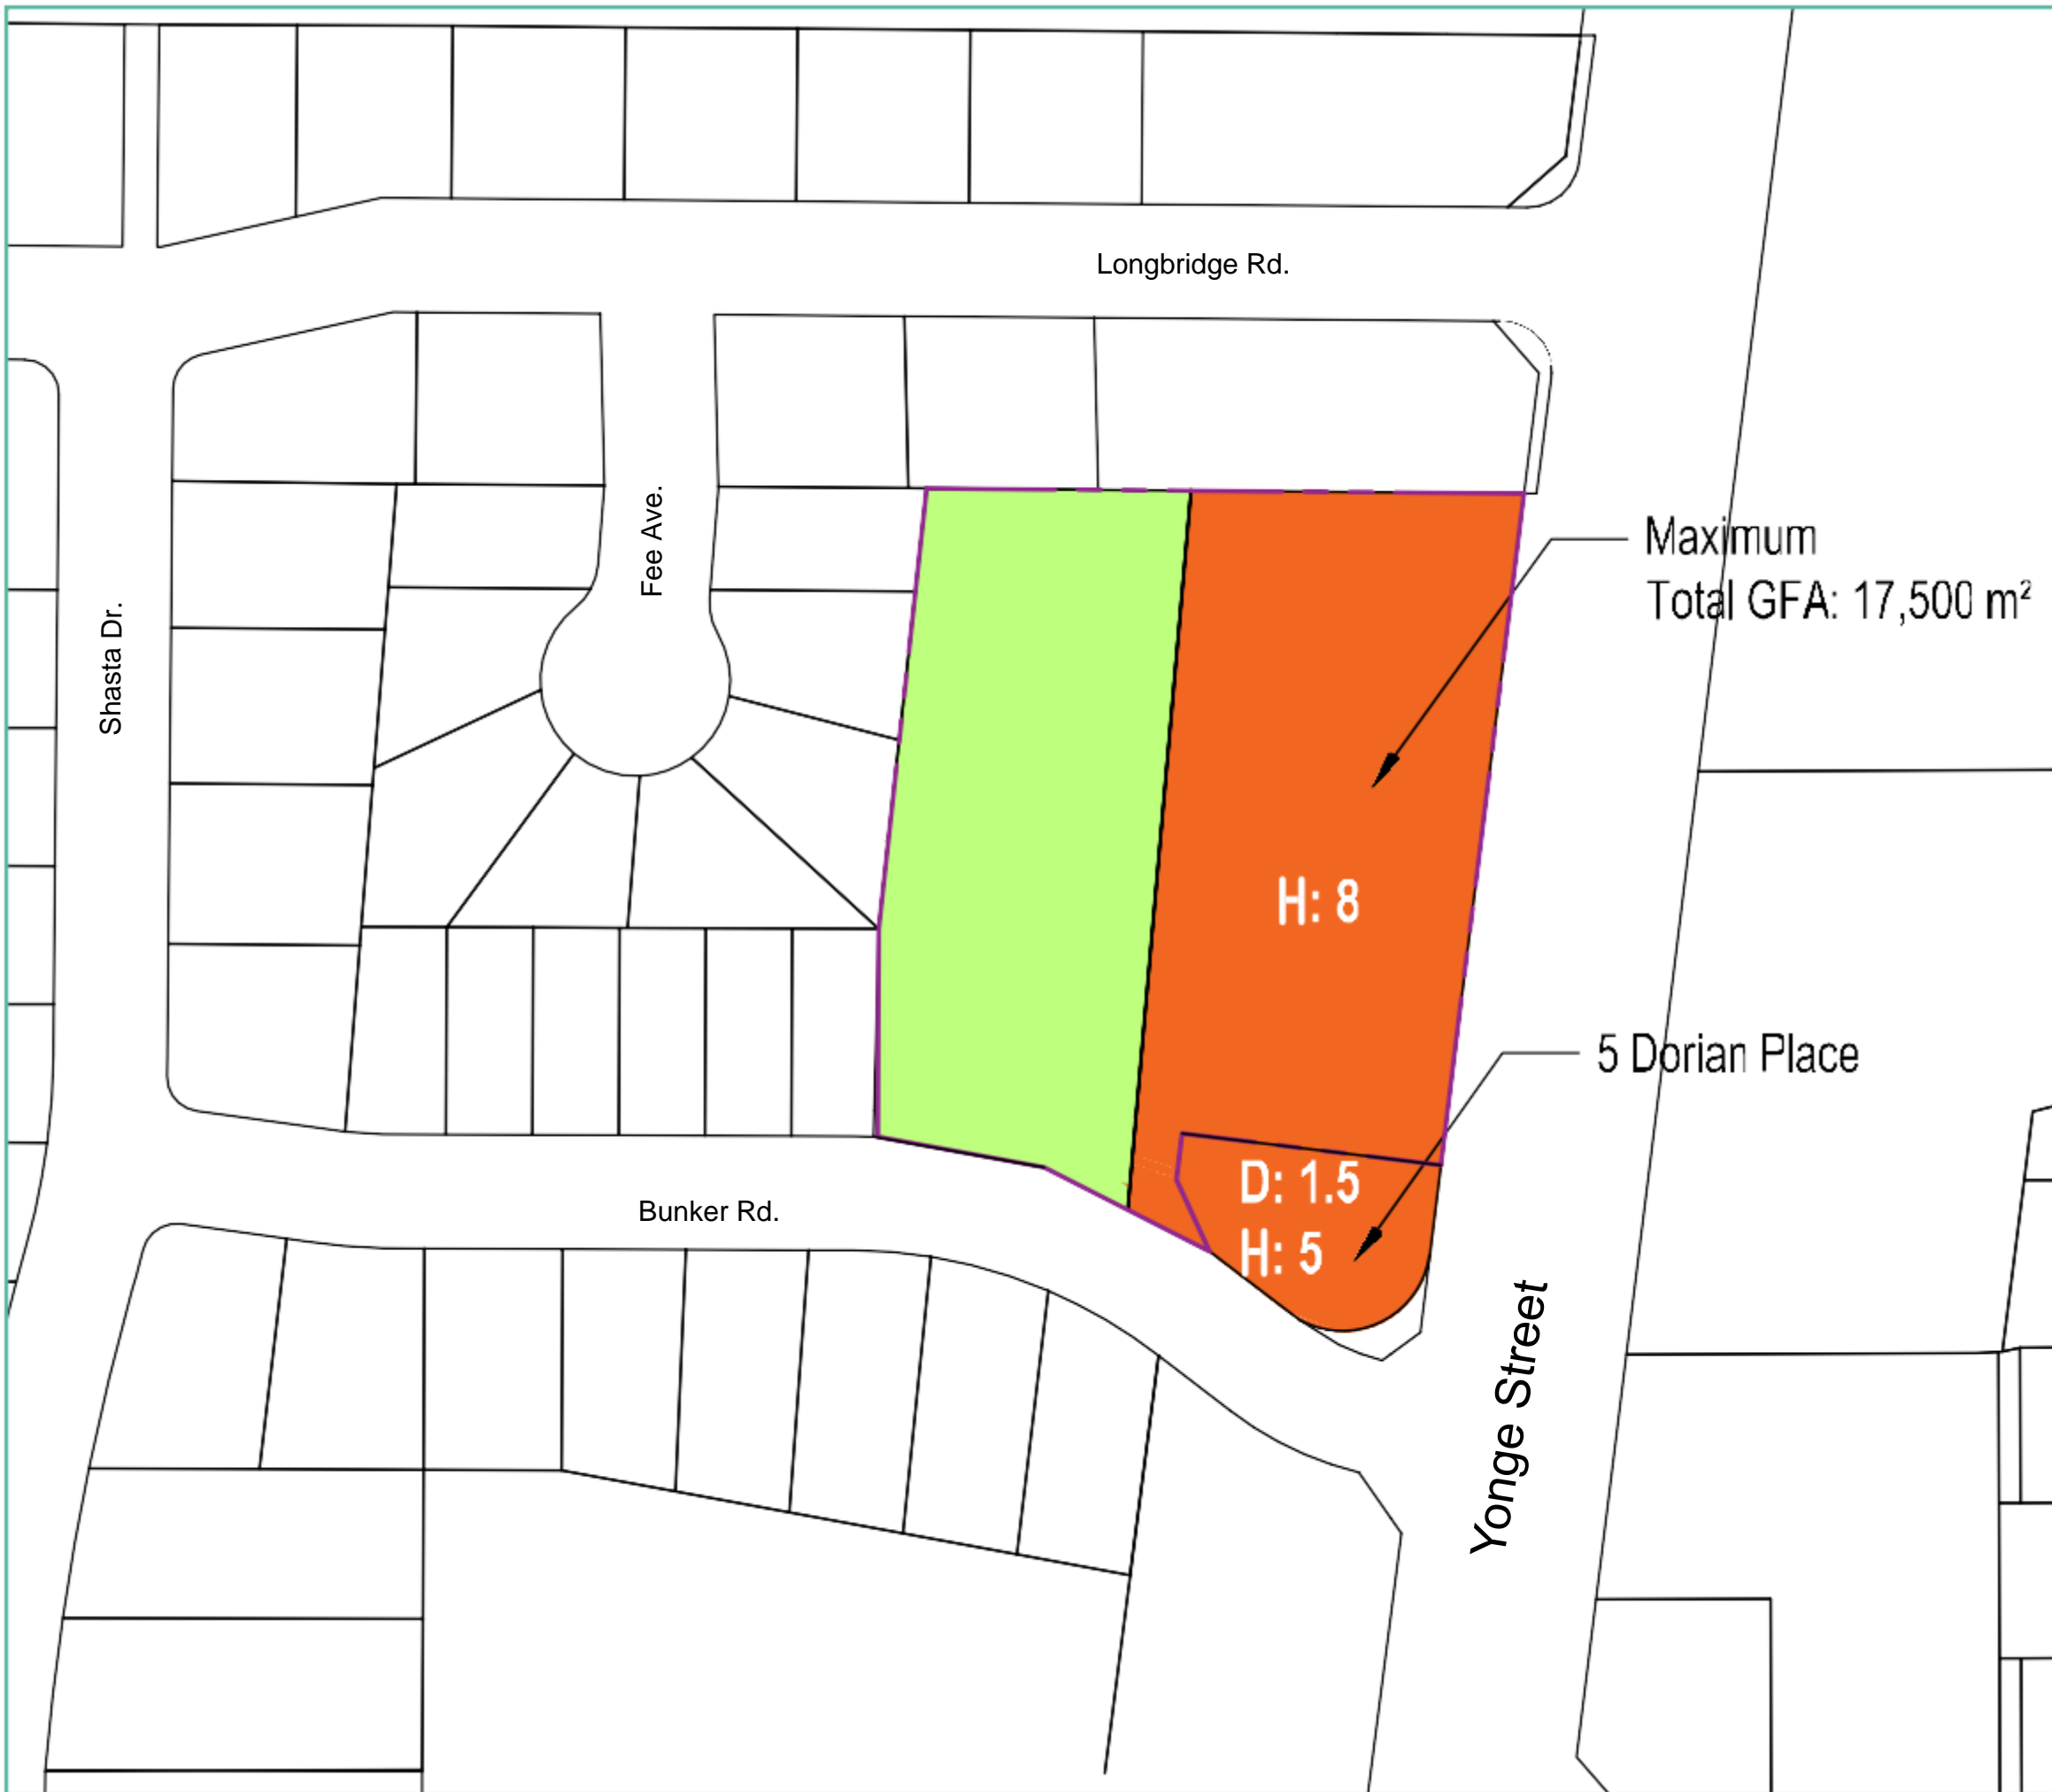 Longbridge Rd.
Fee Ave.
Maximum
Total GFA: 17,500 m²
Shasta Dr.
H: 8
5 Dorian Place
D: 1.5
H: 5
Bunker Rd.
Yonge Street